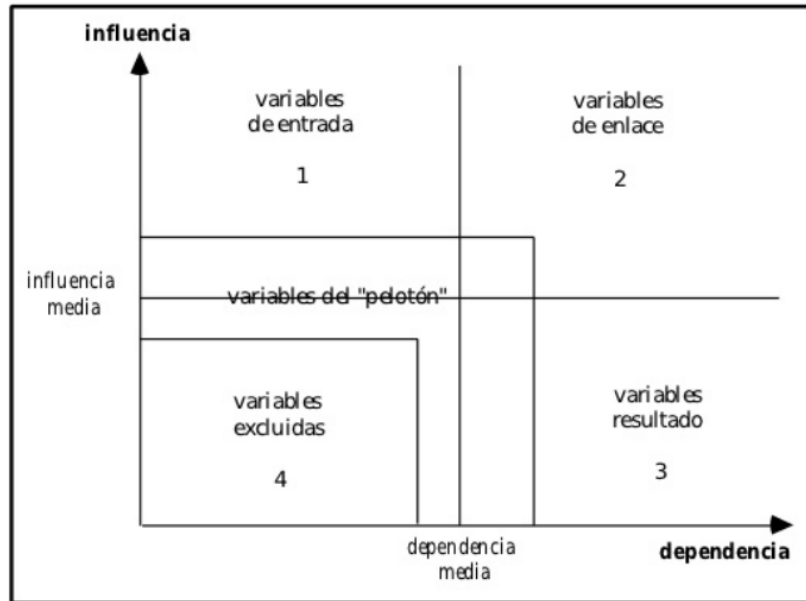 influencia
variables
de entrada
1
variables
de enlace
2
influencia
media
variables del "pelotón"
variables
excluidas
4
variables
resultado
3
dependencia
media
dependencia